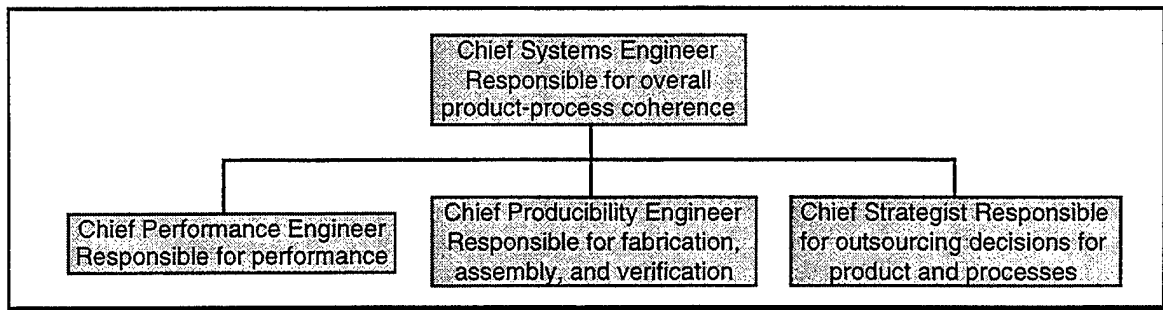 Chief Systems Engineer
Responsible for overall
product-process coherence
Chief Performance Engineer
Responsible for performance
Chief Producibility Engineer
Responsible for fabrication,
assembly, and verification
Chief Strategist Responsible
for outsourcing decisions for
product and processes